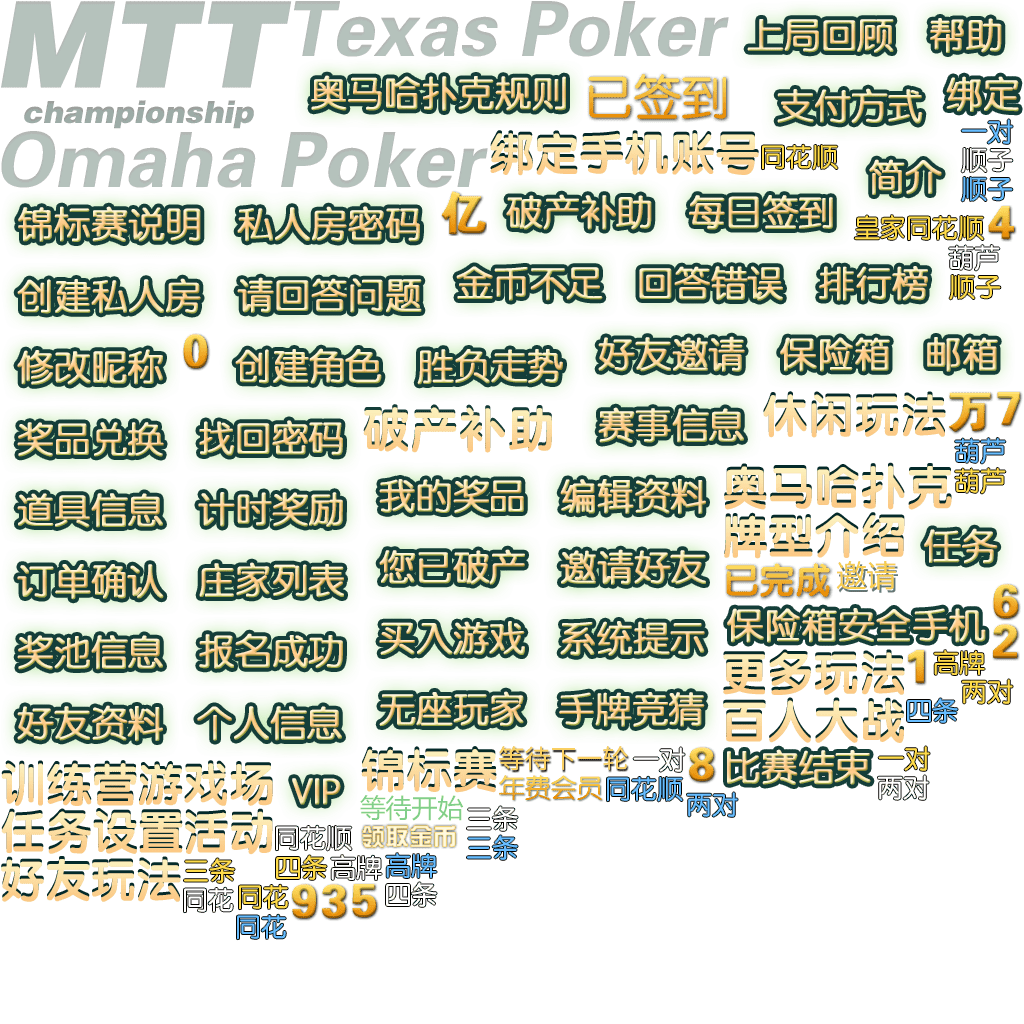 MTT
championship
Texas Poker
上局回顾
帮助
奥马哈扑克规则
已签到
支付方式
绑定
一对
顺子
顺子
Omaha Poker
绑定手机账号
同花顺
简介
锦标赛说明
私人房密码
亿
破产补助
每日签到
皇家同花顺
4
葫芦
顺子
创建私人房
请回答问题
金币不足
回答错误
排行榜
修改昵称
0
创建角色
胜负走势
好友邀请
保险箱
邮箱
奖品兑换
找回密码
破产补助
赛事信息
休闲玩法
万
7
葫芦
葫芦
道具信息
计时奖励
我的奖品
编辑资料
奥马哈扑克
牌型介绍
任务
订单确认
庄家列表
您已破产
邀请好友
已完成
邀请
6
奖池信息
报名成功
买入游戏
系统提示
保险箱安全手机
2
更多玩法
1
高牌
两对
好友资料
个人信息
无座玩家
手牌竞猜
百人大战
四条
训练营游戏场
VIP
锦标赛
等待下一轮
一对
8
比赛结束
一对
两对
年费会员
同花顺
两对
任务设置活动
同花顺
等待开始
领取金币
三条
三条
好友玩法
三条
同花
四条
同花
同花
高牌
高牌
935
四条